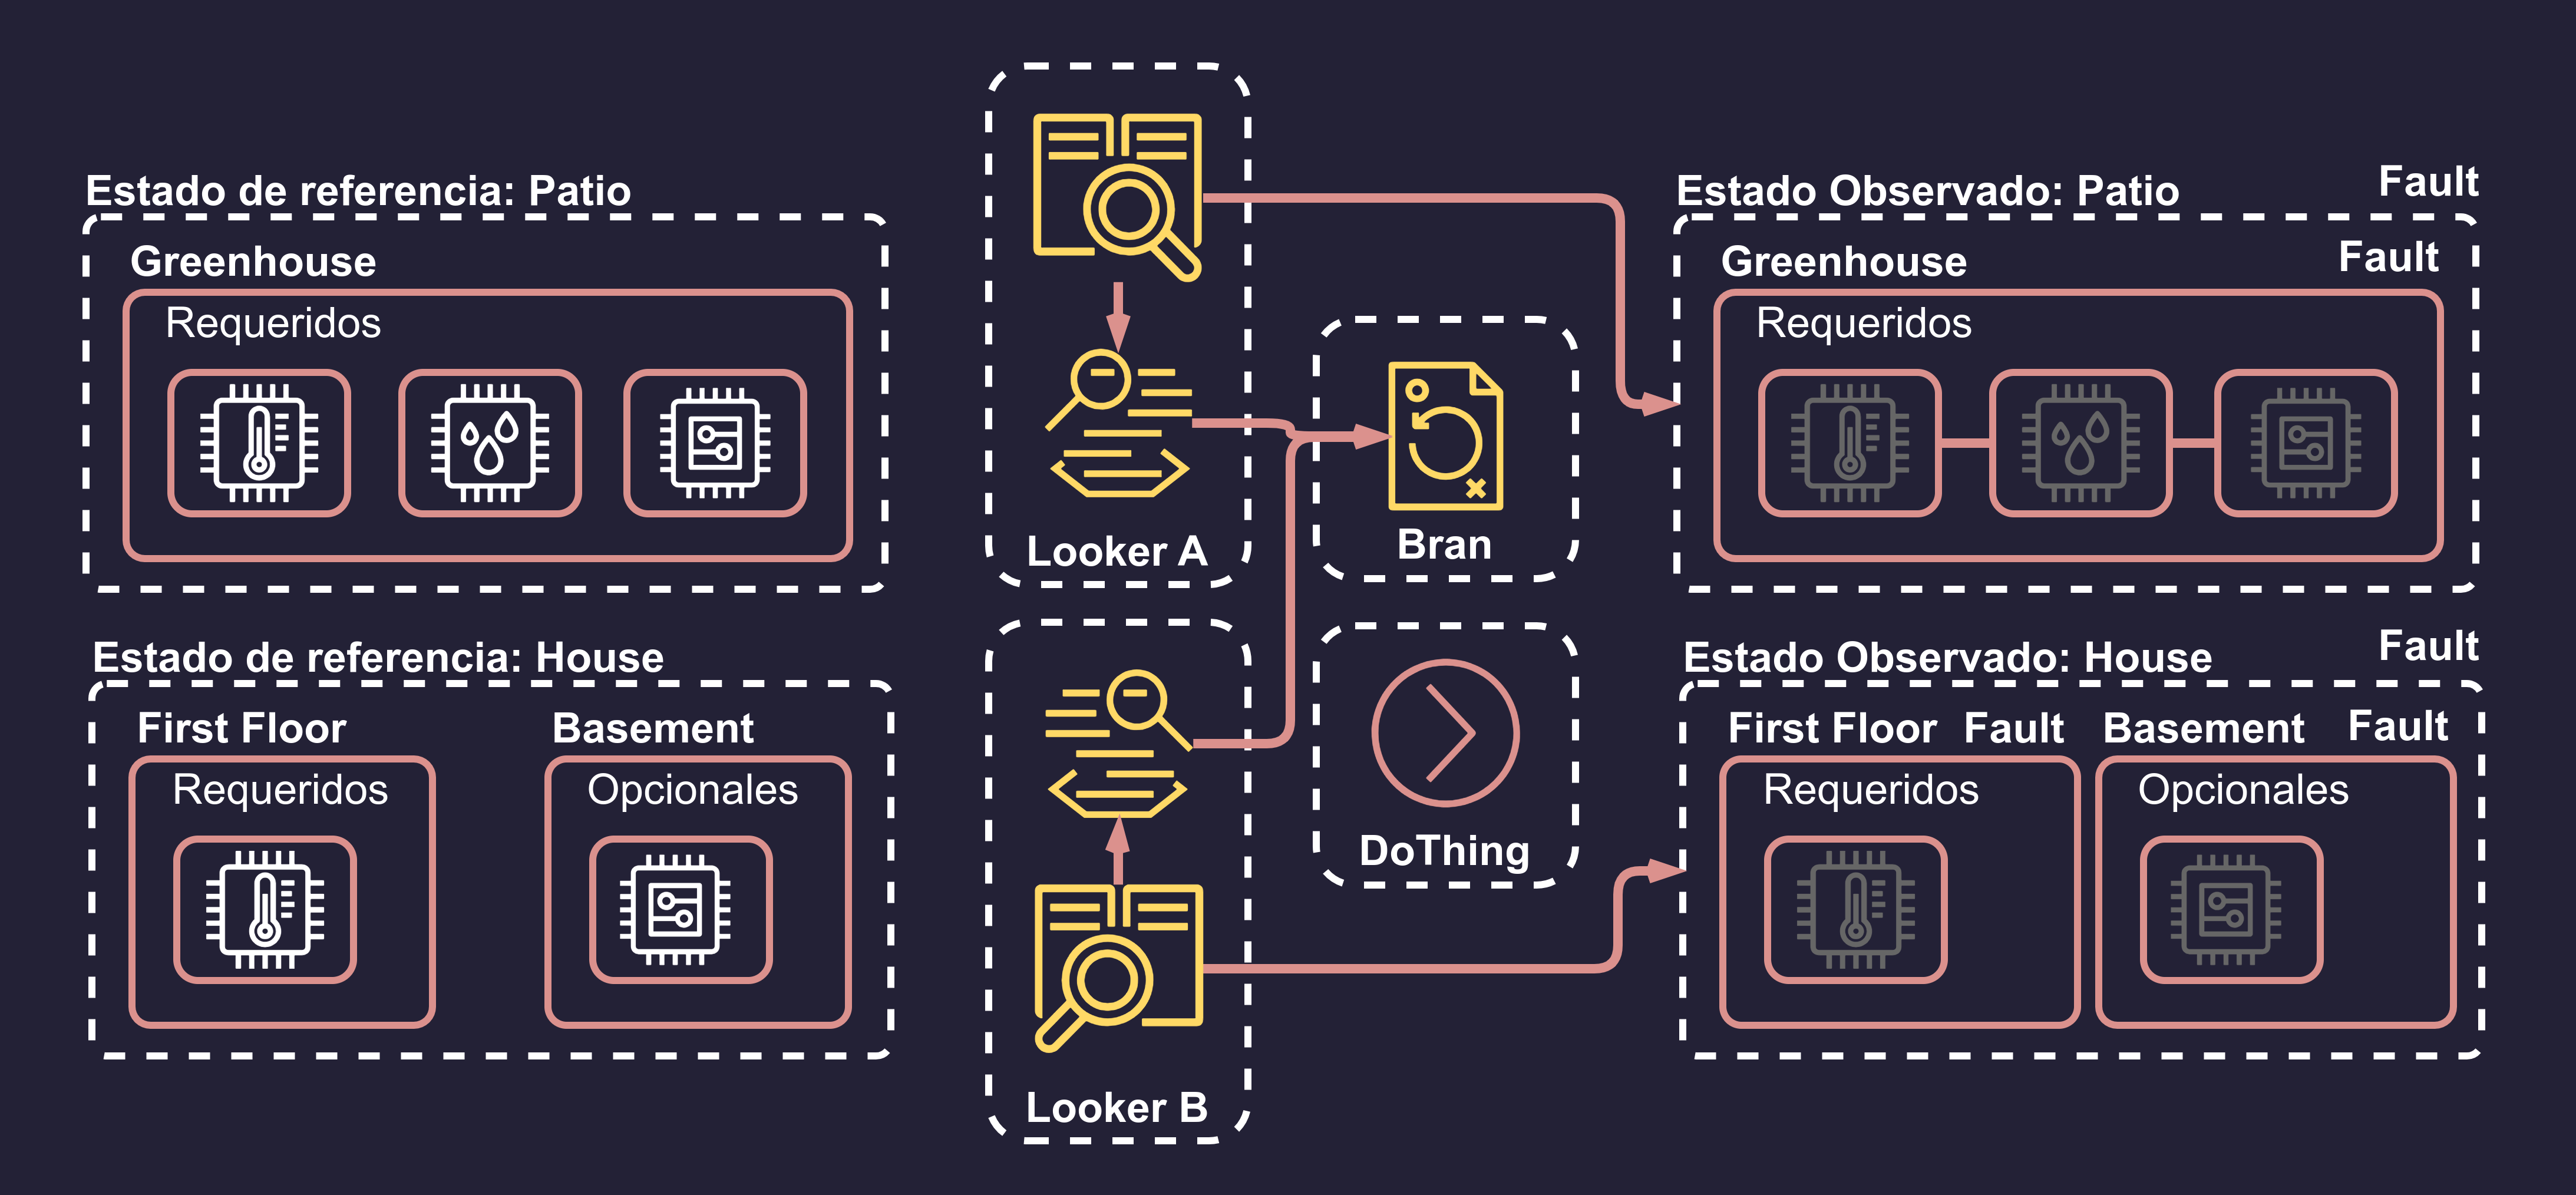 Estado de referencia: Patio
Greenhouse
Requeridos
Estado de referencia: House
First Floor
Requeridos
Basement
Opcionales
Looker A
Looker B
Bran
DoThing
Estado Observado: Patio
Fault
Greenhouse
Fault
Requeridos
Estado Observado: House
Fault
First Floor
Fault
Requeridos
Basement
Fault
Opcionales